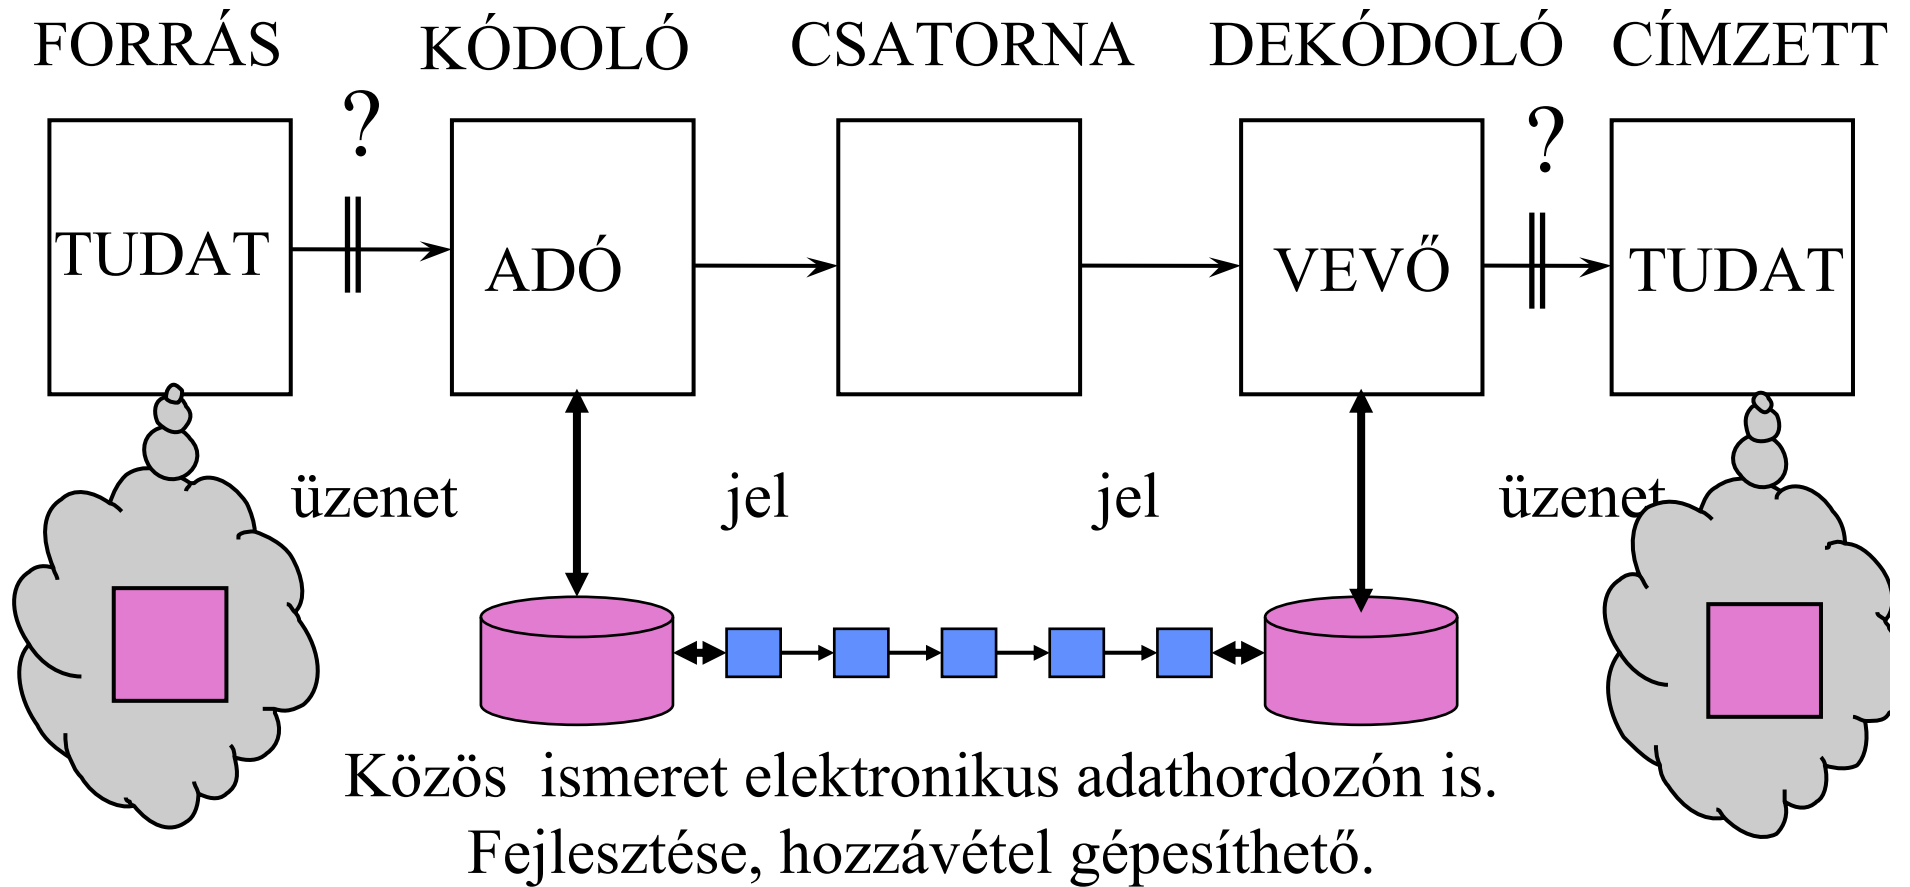 FORRÁS KÓDOLÓ CSATORNA DEKÓDOLÓ CÍMZETT
? ?
TUDAT ADÓ VEVŐ TUDAT
üzenet jel jel üzenet
Közös ismeret elektronikus adathordozón is.
Fejlesztése, hozzávétel gépesíthető.